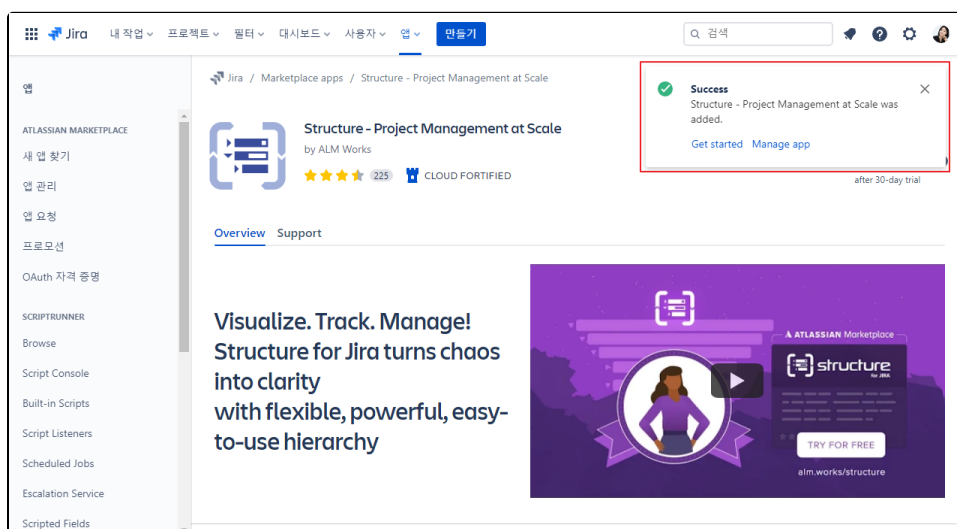 Jira 내 작업 프로젝트 필터 대시보드 사용자 앱 만들기 검색
앱
ATLASSIAN MARKETPLACE
새 앱 찾기
앱 관리
앱 요청
프로모션
OAuth 자격 증명
SCRIPTRUNNER
Browse
Script Console
Built-in Scripts
Script Listeners
Scheduled Jobs
Escalation Service
Scripted Fields
Jira / Marketplace apps / Structure - Project Management at Scale
Structure - Project Management at Scale
by ALM Works
225 CLOUD FORTIFIED
Success
Structure - Project Management at Scale was
added.
Get started Manage app
after 30-day trial
Overview Support
Visualize. Track. Manage!
Structure for Jira turns chaos
into clarity
with flexible, powerful, easy-
to-use hierarchy
ATLASSIAN Marketplace
structure
for JIRA
TRY FOR FREE
alm.works/structure